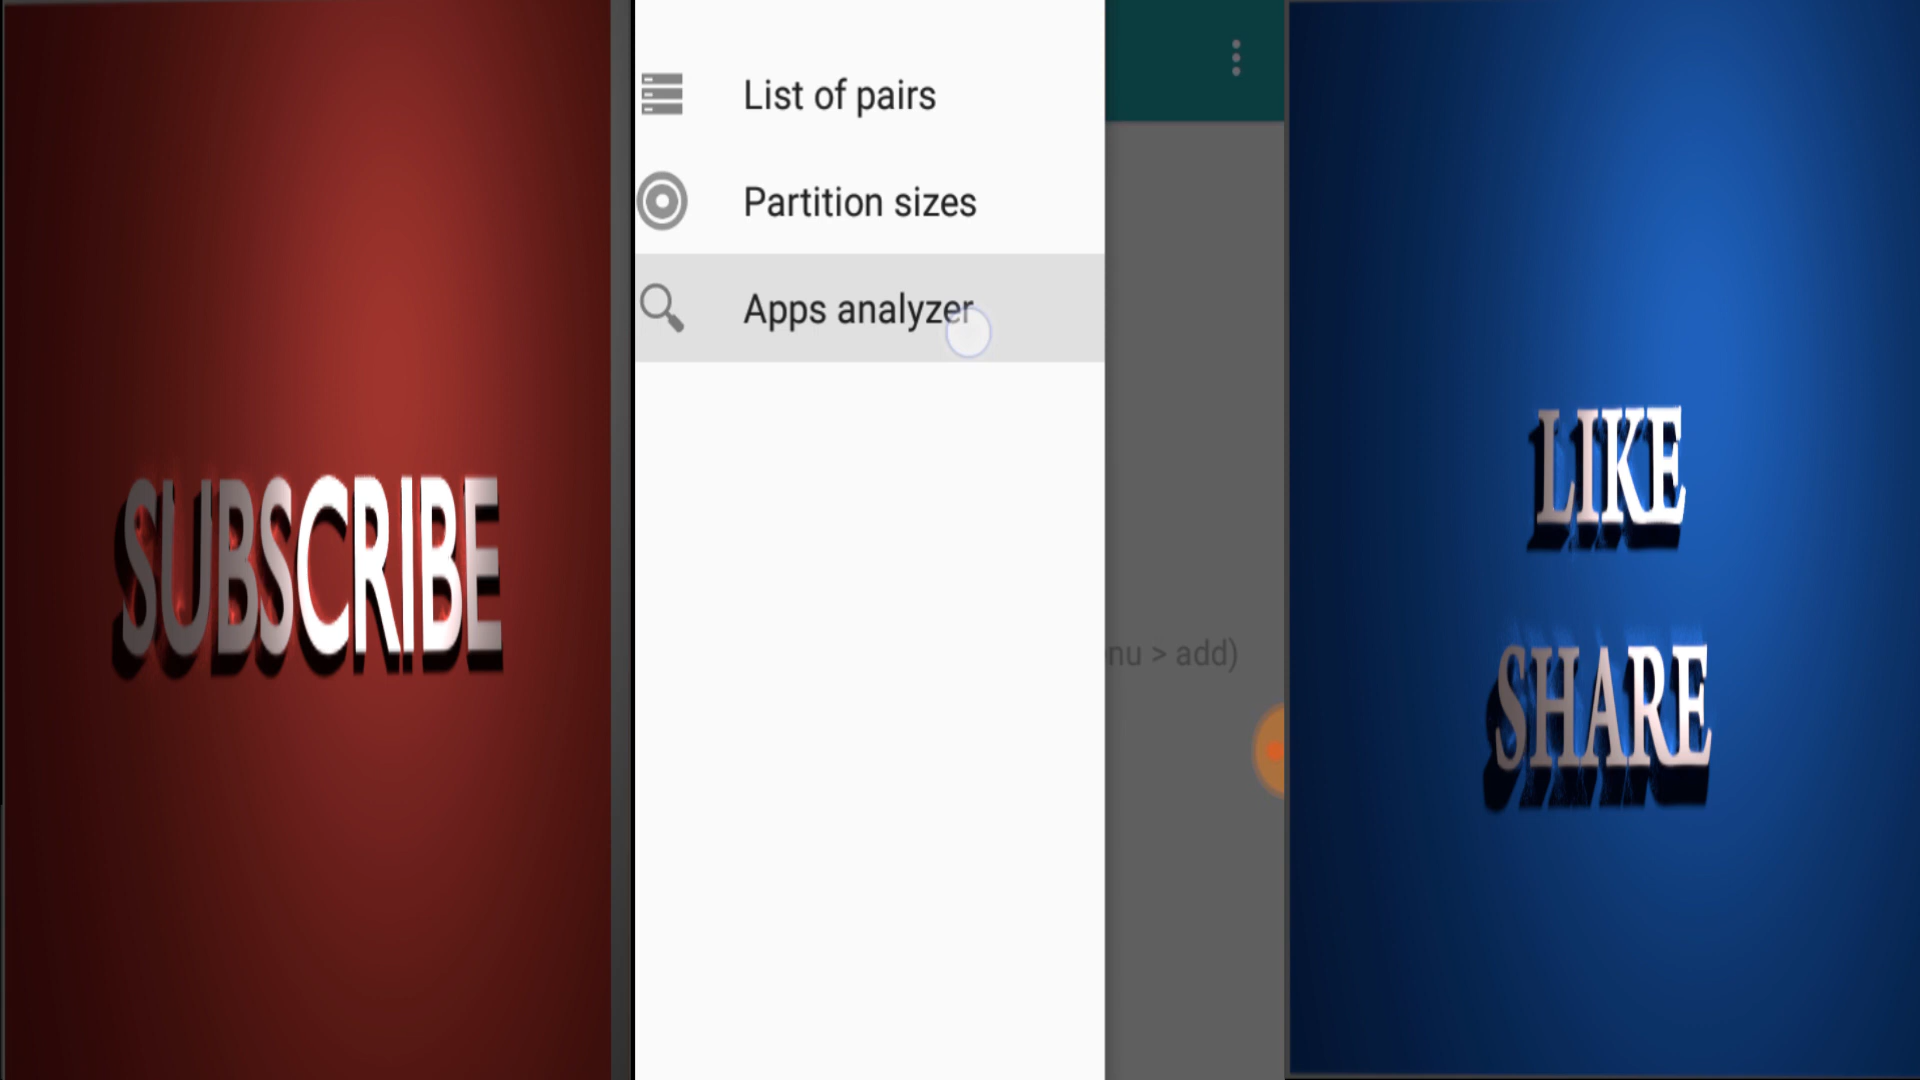 SUBSCRIBE
List of pairs
Partition sizes
Apps analyzer
nu > add)
LIKE
SHARE